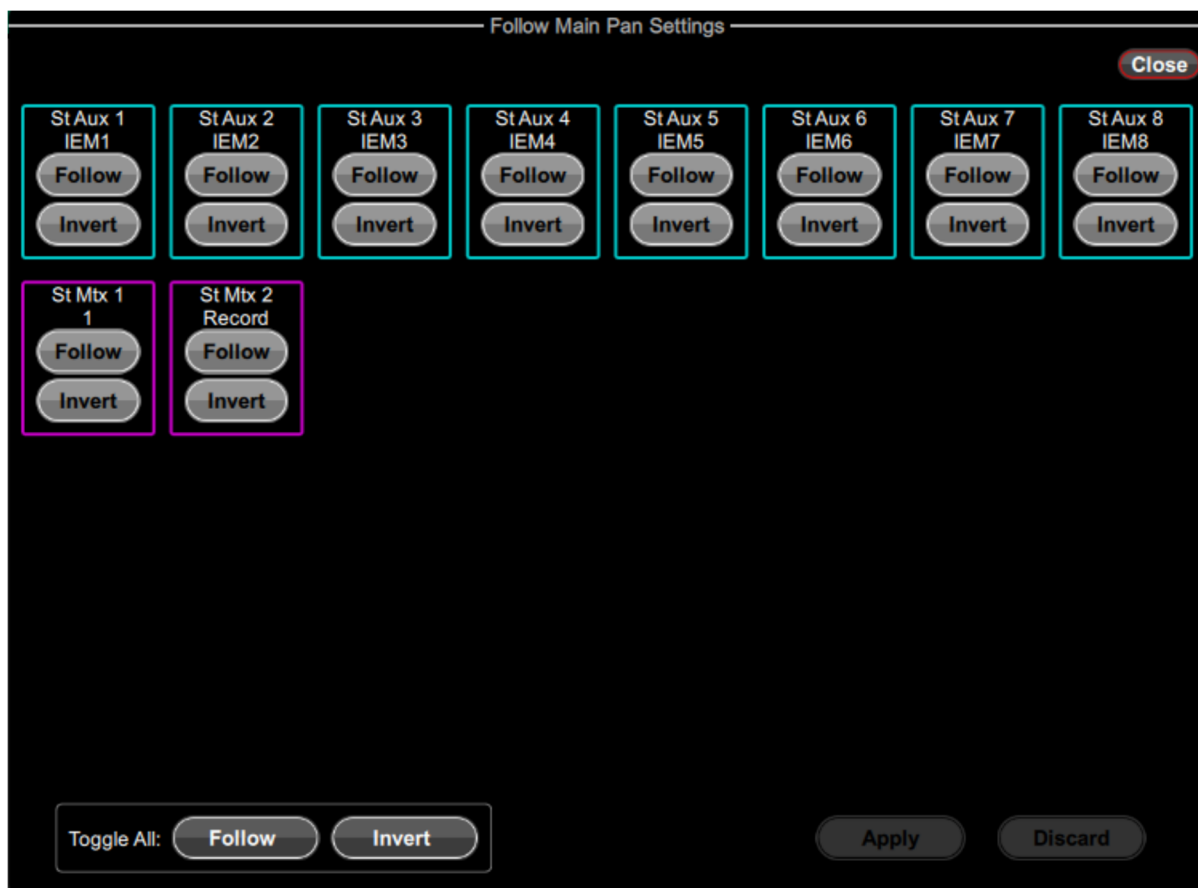 Follow Main Pan Settings
Close
St Aux 1 St Aux 2 St Aux 3 St Aux 4 St Aux 5 St Aux 6 St Aux 7 St Aux 8
IEM1 IEM2 IEM3 IEM4 IEM5 IEM6 IEM7 IEM8
Follow Follow Follow Follow Follow Follow Follow Follow
Invert Invert Invert Invert Invert Invert Invert Invert
St Mtx 1 St Mtx 2
1 Record
Follow Follow
Invert Invert
Toggle All: Follow Invert Apply Discard